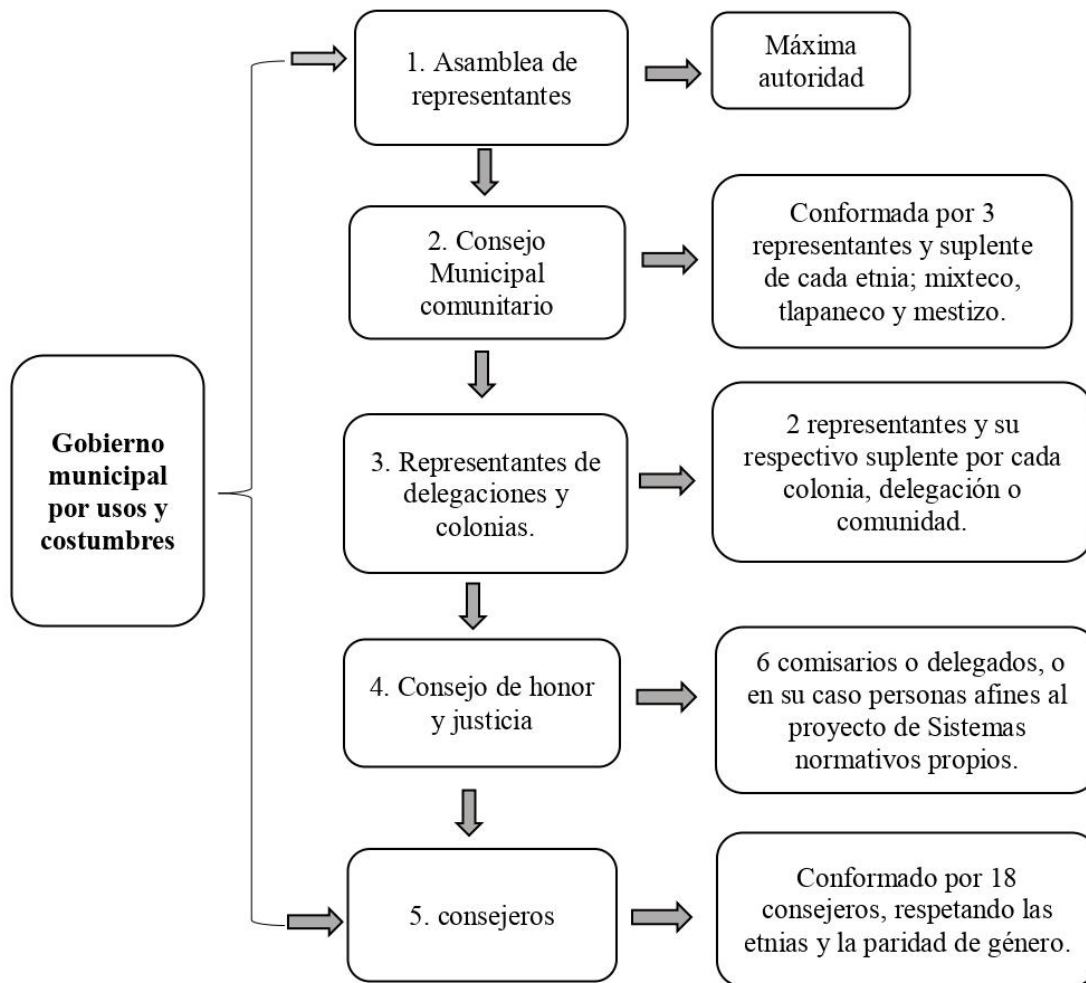 Gobierno
municipal
por usos y
costumbres
1. Asamblea de
representantes
Máxima
autoridad
2. Consejo
Municipal
comunitario
Conformada por 3
representantes y suplente
de cada etnia; mixteco,
tlapaneco y mestizo.
3. Representantes de
delegaciones y
colonias.
2 representantes y su
respectivo suplente por cada
colonia, delegación o
comunidad.
4. Consejo de honor
y justicia
6 comisarios o delegados, o
en su caso personas afines al
proyecto de Sistemas
normativos propios.
5. consejeros
Conformado por 18
consejeros, respetando las
etnias y la paridad de género.